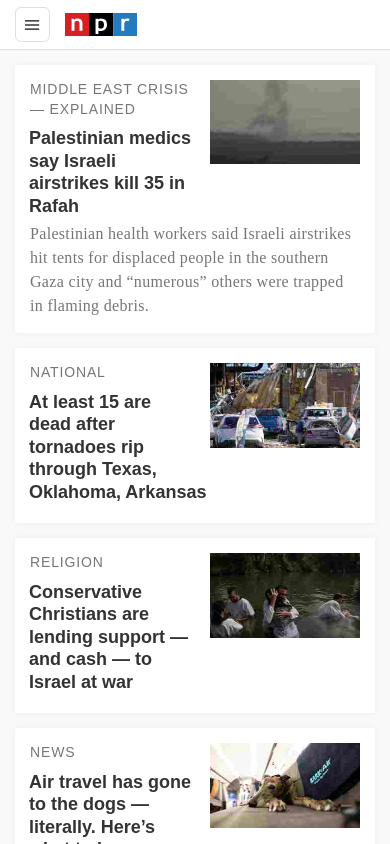 npr
MIDDLE EAST CRISIS
— EXPLAINED
Palestinian medics
say Israeli
airstrikes kill 35 in
Rafah
Palestinian health workers said Israeli airstrikes
hit tents for displaced people in the southern
Gaza city and “numerous” others were trapped
in flaming debris.
NATIONAL
At least 15 are
dead after
tornadoes rip
through Texas,
Oklahoma, Arkansas
RELIGION
Conservative
Christians are
lending support —
and cash — to
Israel at war
NEWS
Air travel has gone
to the dogs —
literally. Here’s